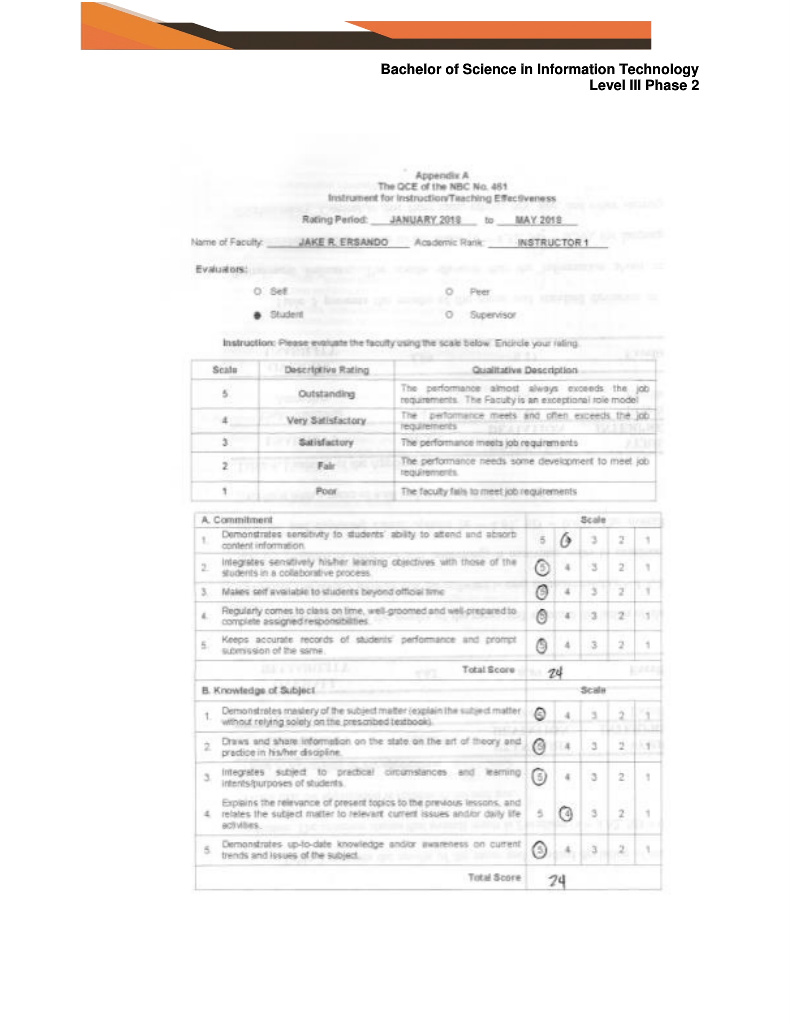 Bachelor of Science in Information Technology
Level III Phase 2
Appendix A
The QCE of the NBC No. 461
Instrument for Instruction/Teaching Effectiveness
Rating Period: JANUARY 2018 to MAY 2018
Name of Faculty: JAKE R. ERSANDO Academic Rank: INSTRUCTOR 1
Evaluators:
Self Peer
Student Supervisor
Instruction: Please evaluate the faculty using the scale below. Encircle your rating.
Scale Descriptive Rating Qualitative Description
5 Outstanding The performance almost always exceeds the job
requirements. The Faculty is an exceptional role model
4 Very Satisfactory The performance meets and often exceeds the job
requirements
3 Satisfactory The performance meets job requirements
2 Fair The performance needs some development to meet job
requirements.
1 Poor The faculty fails to meet job requirements
A. Commitment Scale
1. Demonstrates sensitivity to students' ability to attend and absorb
content information. 5 3 2 1
2. Integrates sensitively his/her learning objectives with those of the
students in a collaborative process. 5 4 3 2 1
3. Makes self available to students beyond official time 5 4 3 2 1
4. Regularly comes to class on time, well-groomed and well-prepared to
complete assigned responsibilities. 5 4 3 2 1
5. Keeps accurate records of students' performance and prompt
submission of the same. 5 4 3 2 1
Total Score 24
B. Knowledge of Subject Scale
1. Demonstrates mastery of the subject matter (explain the subject matter
without relying solely on the prescribed textbook). 5 4 3 2 1
2. Draws and share information on the state on the art of theory and
practice in his/her discipline. 5 4 3 2 1
3. Integrates subject to practical circumstances and learning
intents/purposes of students. 5 4 3 2 1
4. Explains the relevance of present topics to the previous lessons, and
relates the subject matter to relevant current issues and/or daily life
activities. 5 4 3 2 1
5. Demonstrates up-to-date knowledge and/or awareness on current
trends and issues of the subject. 5 4 3 2 1
Total Score 24